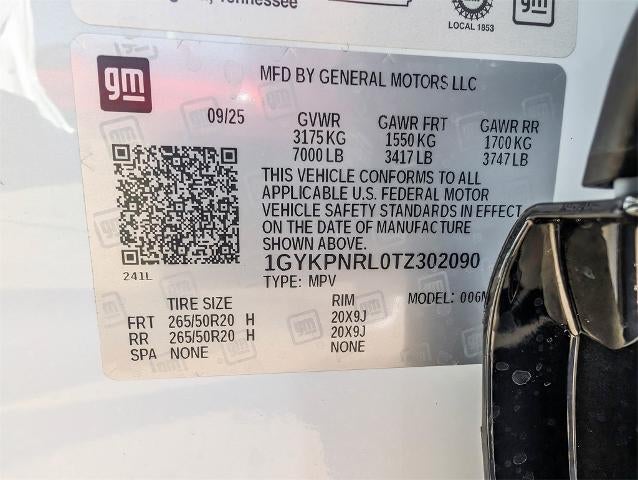 Tennessee
LOCAL 1853
gm
gm
MFD BY GENERAL MOTORS LLC
09/25
GVWR GAWR FRT GAWR RR
3175 KG 1550 KG 1700 KG
7000 LB 3417 LB 3747 LB
THIS VEHICLE CONFORMS TO ALL
APPLICABLE U.S. FEDERAL MOTOR
VEHICLE SAFETY STANDARDS IN EFFECT
ON THE DATE OF MANUFACTURE
SHOWN ABOVE.
1GYKPNRL0TZ302090
241L
TYPE: MPV MODEL: 006
TIRE SIZE RIM
FRT 265/50R20 H 20X9J
RR 265/50R20 H 20X9J
SPA NONE NONE